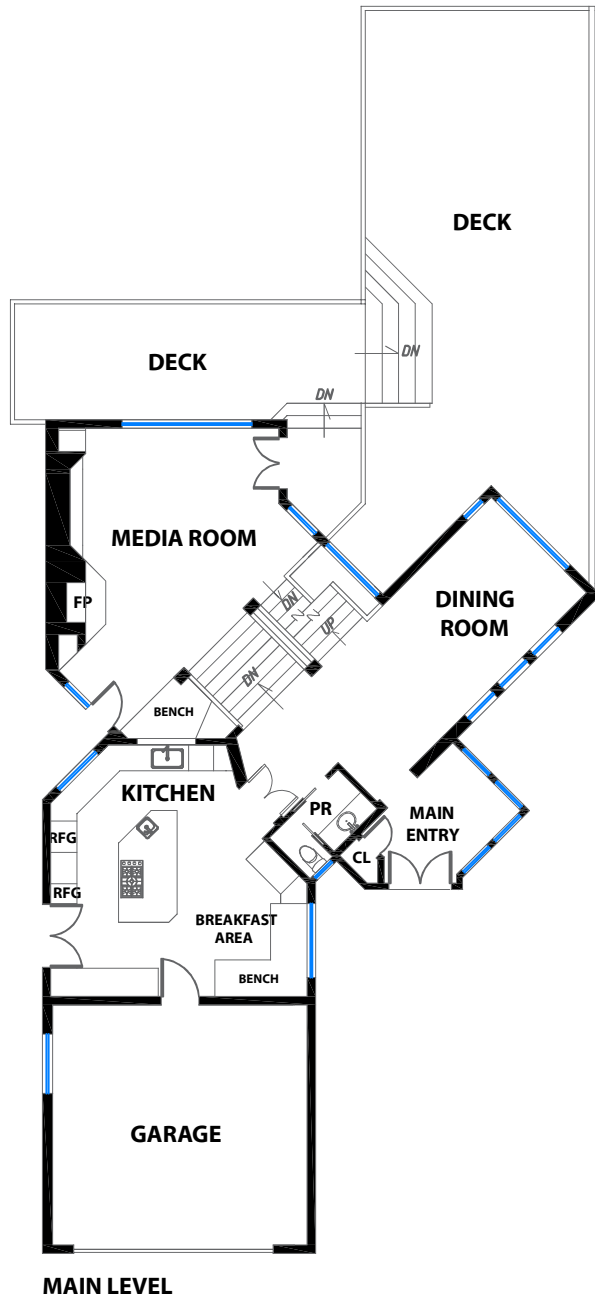 DECK
DECK
DN
DN
MEDIA ROOM
FP
DN
UP
DINING
ROOM
DN
BENCH
KITCHEN
PR
MAIN
ENTRY
RFG
CL
RFG
BREAKFAST
AREA
BENCH
GARAGE
MAIN LEVEL